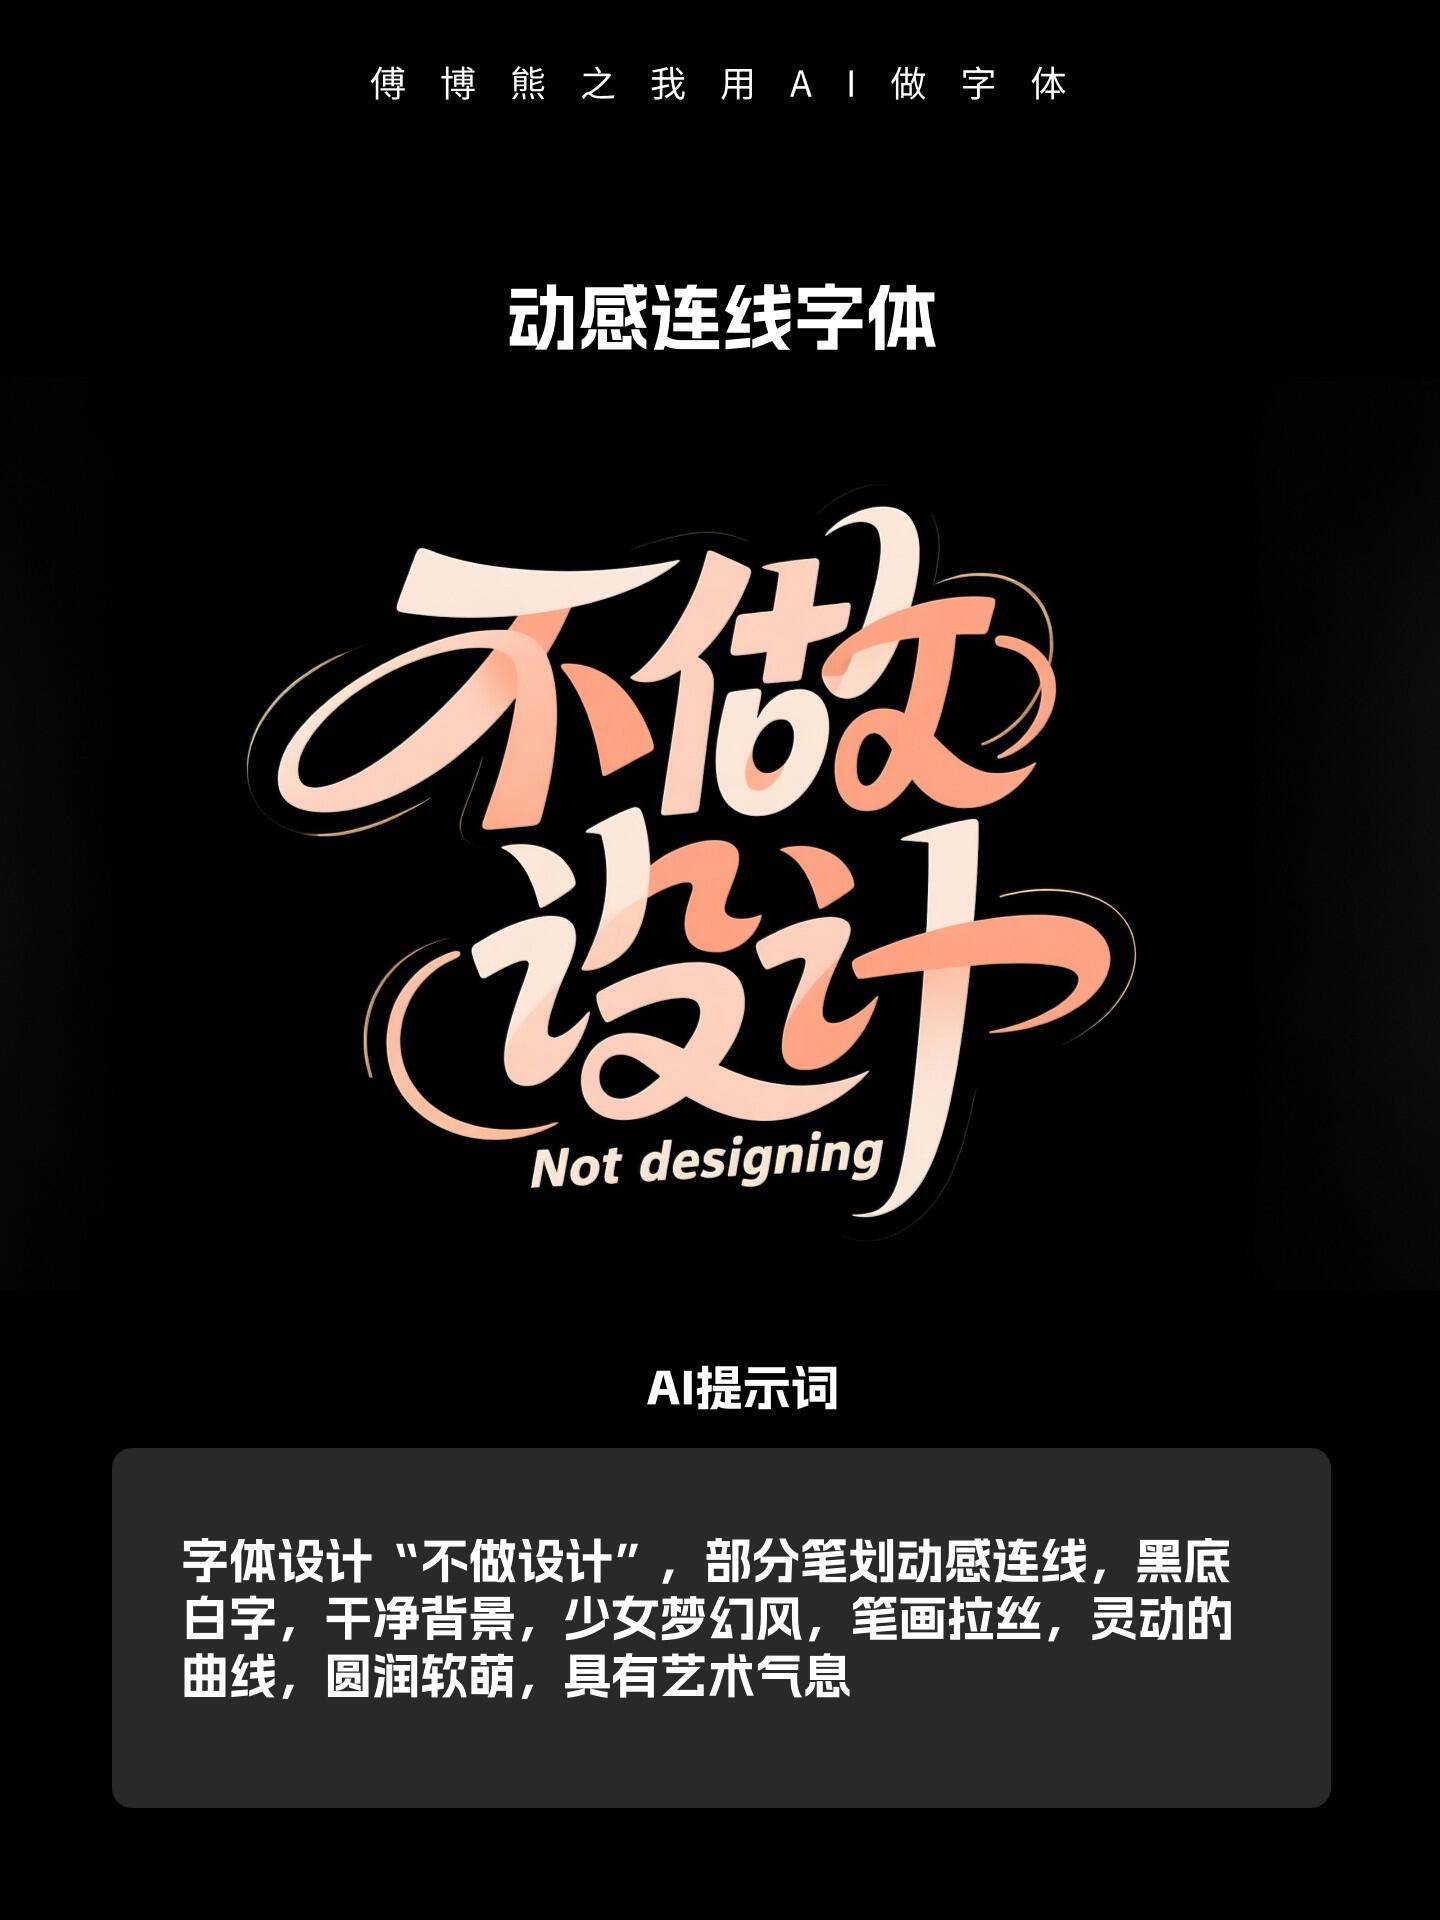 傅博熊之我用AI做字体
动感连线字体
不做
设计
Not designing
AI提示词
字体设计“不做设计”，部分笔划动感连线，黑底
白字，干净背景，少女梦幻风，笔画拉丝，灵动的
曲线，圆润软萌，具有艺术气息